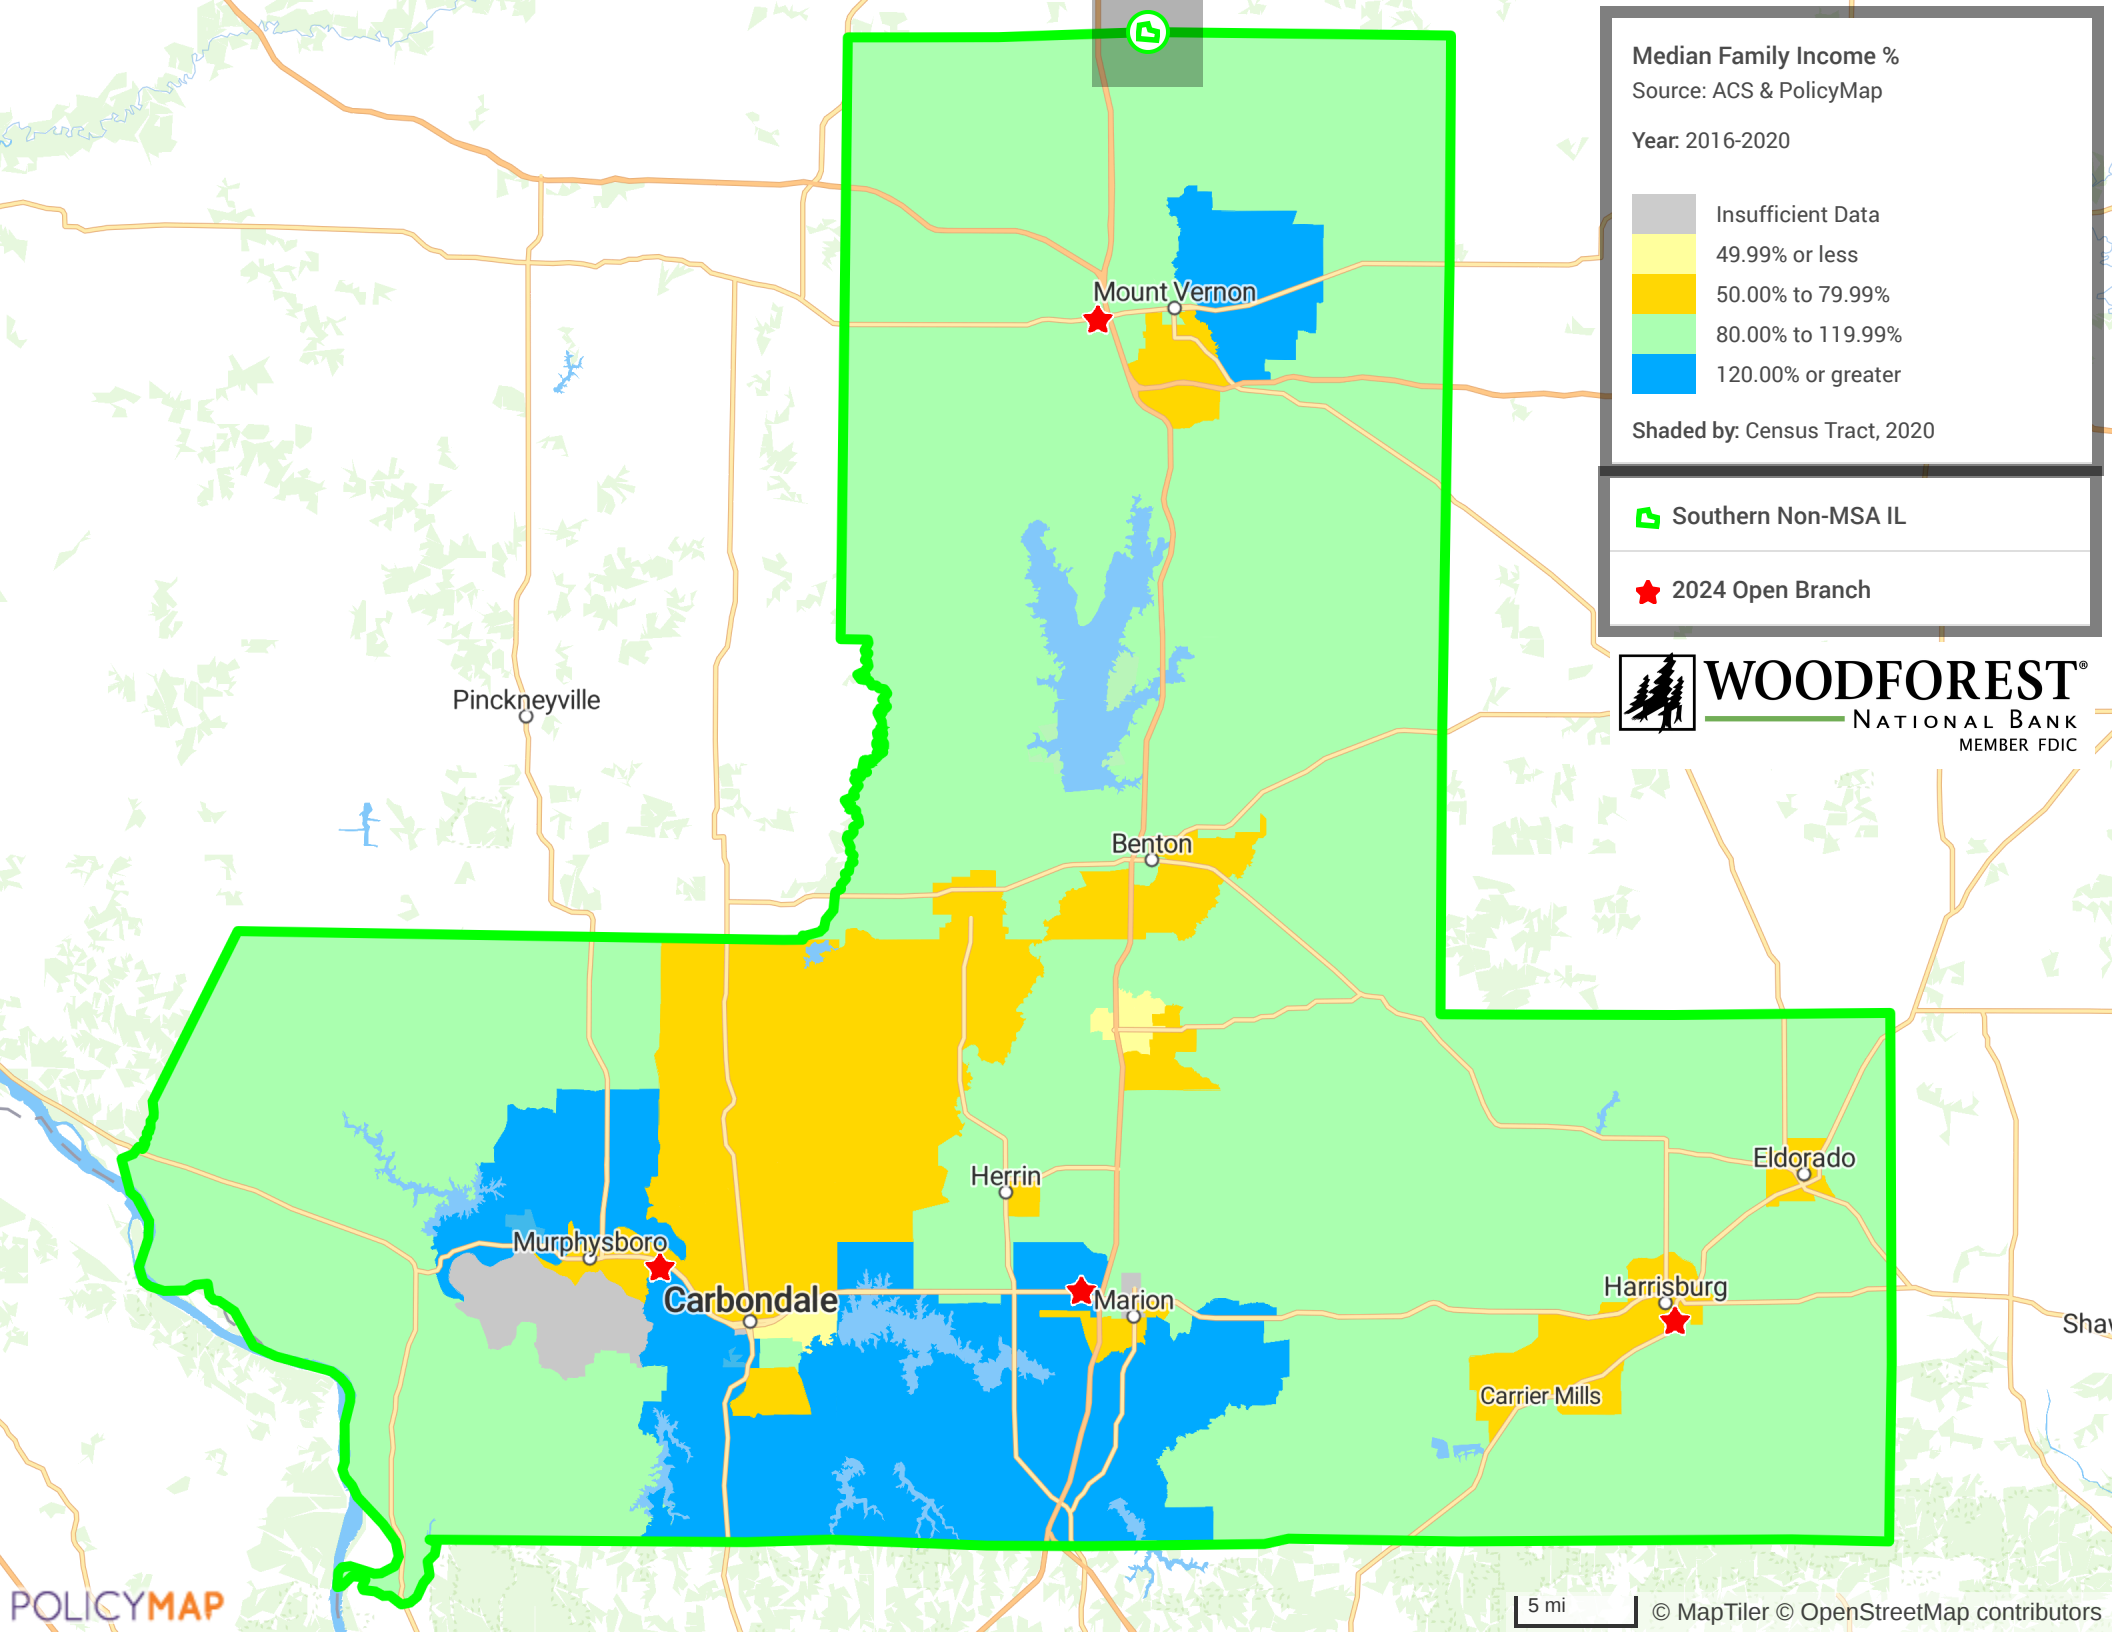 Median Family Income %
Source: ACS & PolicyMap
Year: 2016-2020
Insufficient Data
49.99% or less
50.00% to 79.99%
80.00% to 119.99%
120.00% or greater
Shaded by: Census Tract, 2020
Southern Non-MSA IL
2024 Open Branch
WOODFOREST®
NATIONAL BANK
MEMBER FDIC
Mount Vernon
Pinckneyville
Benton
Herrin
Eldorado
Murphysboro
Carbondale
Marion
Harrisburg
Carrier Mills
Shaw
POLICYMAP
5 mi
© MapTiler © OpenStreetMap contributors